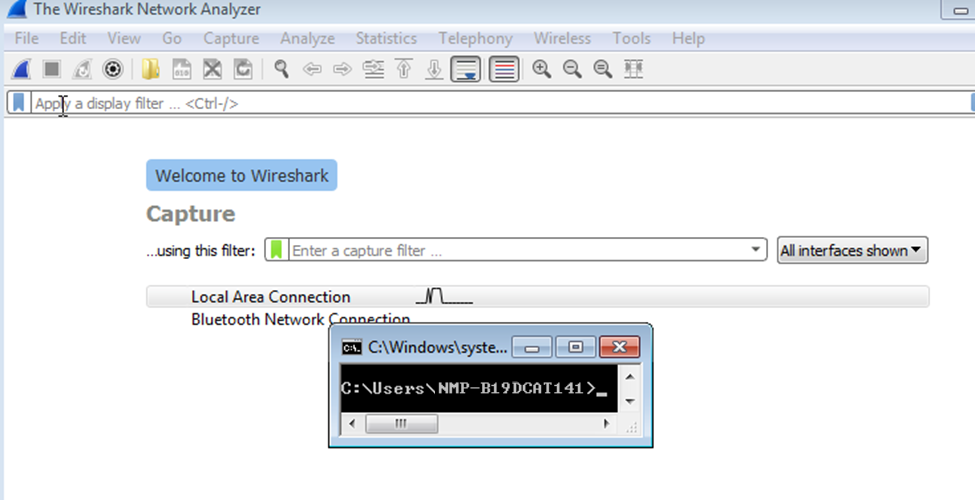 The Wireshark Network Analyzer
File Edit View Go Capture Analyze Statistics Telephony Wireless Tools Help
Apply a display filter ... <Ctrl-/>
Welcome to Wireshark
Capture
...using this filter: Enter a capture filter ... All interfaces shown
Local Area Connection
Bluetooth Network Connection
C:\Windows\syste...
C:\Users\NMP-B19DCAT141>_